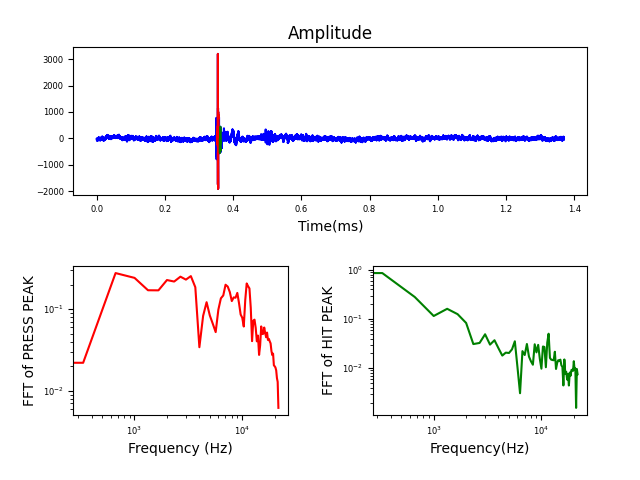 Amplitude
3000
2000
1000
0
−1000
−2000
0.0 0.2 0.4 0.6 0.8 1.0 1.2 1.4
Time(ms)
FFT of PRESS PEAK
10⁻¹
10⁻²
10³ 10⁴
Frequency (Hz)
FFT of HIT PEAK
10⁰
10⁻¹
10⁻²
10³ 10⁴
Frequency(Hz)